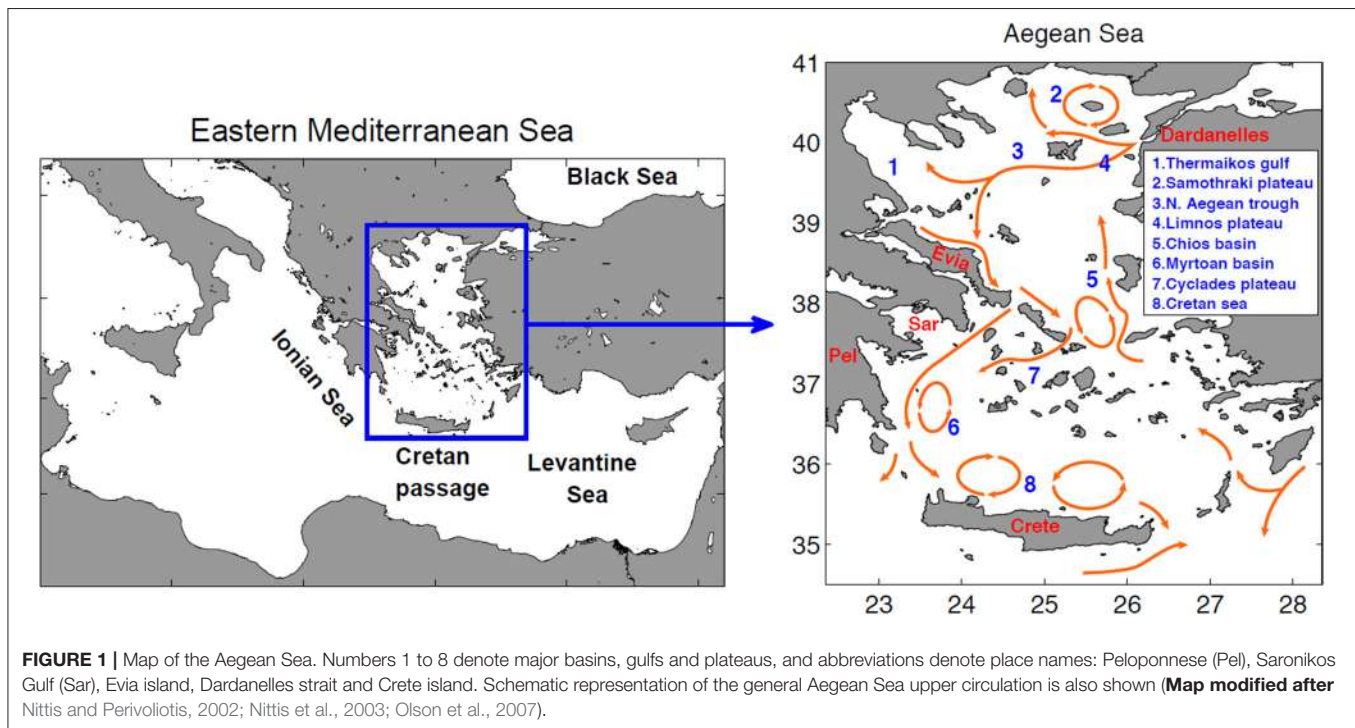 Eastern Mediterranean Sea
Black Sea
Ionian Sea
Cretan
passage
Levantine
Sea
Aegean Sea
41
40
39
38
37
36
35
23
24
25
26
27
28
Dardanelles
Evia
Sar
Pel
Crete
1
2
3
4
5
6
7
8
1.Thermaikos gulf
2.Samothraki plateau
3.N. Aegean trough
4.Limnos plateau
5.Chios basin
6.Myrtoan basin
7.Cyclades plateau
8.Cretan sea
FIGURE 1 | Map of the Aegean Sea. Numbers 1 to 8 denote major basins, gulfs and plateaus, and abbreviations denote place names: Peloponnese (Pel), Saronikos
Gulf (Sar), Evia island, Dardanelles strait and Crete island. Schematic representation of the general Aegean Sea upper circulation is also shown (Map modified after
Nittis and Perivoliotis, 2002; Nittis et al., 2003; Olson et al., 2007).